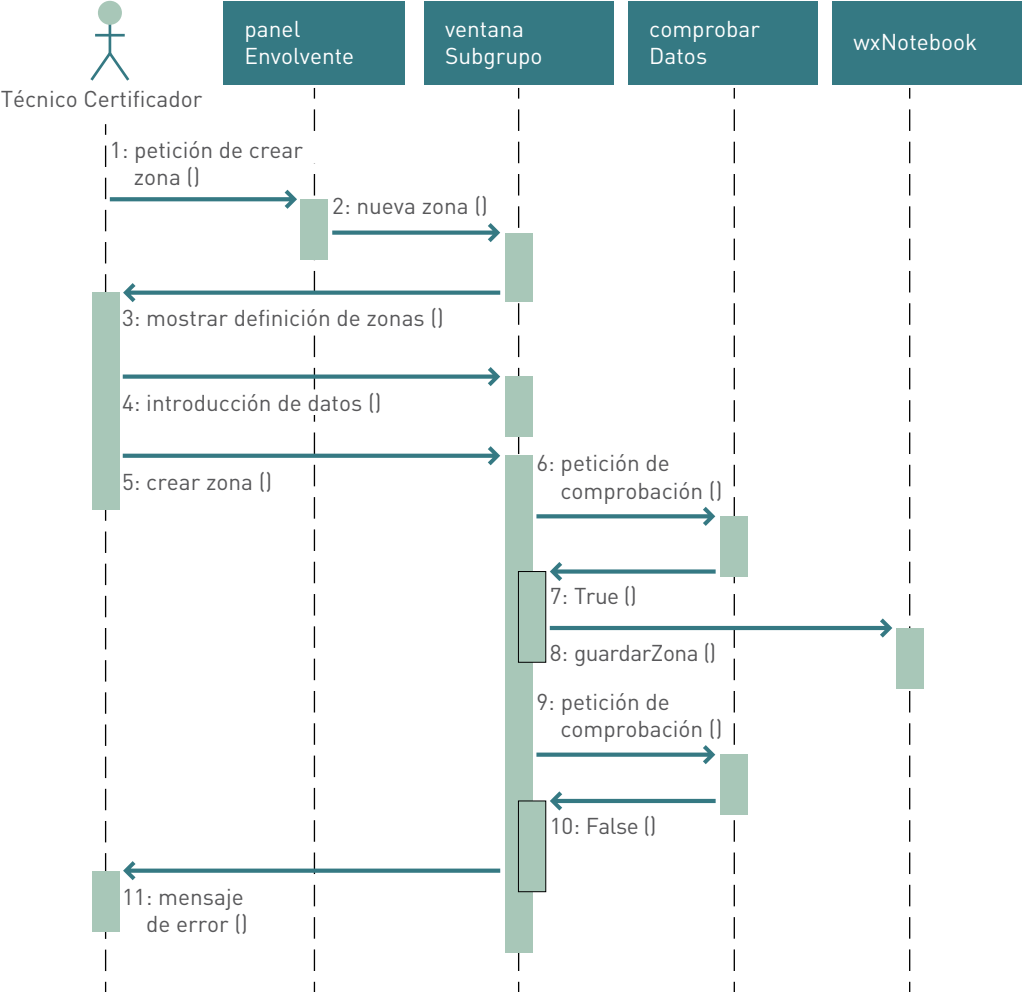 panel
Envolvente
ventana
Subgrupo
comprobar
Datos
wxNotebook
Técnico Certificador
1: petición de crear
zona ()
2: nueva zona ()
3: mostrar definición de zonas ()
4: introducción de datos ()
5: crear zona ()
6: petición de
comprobación ()
7: True ()
8: guardarZona ()
9: petición de
comprobación ()
10: False ()
11: mensaje
de error ()